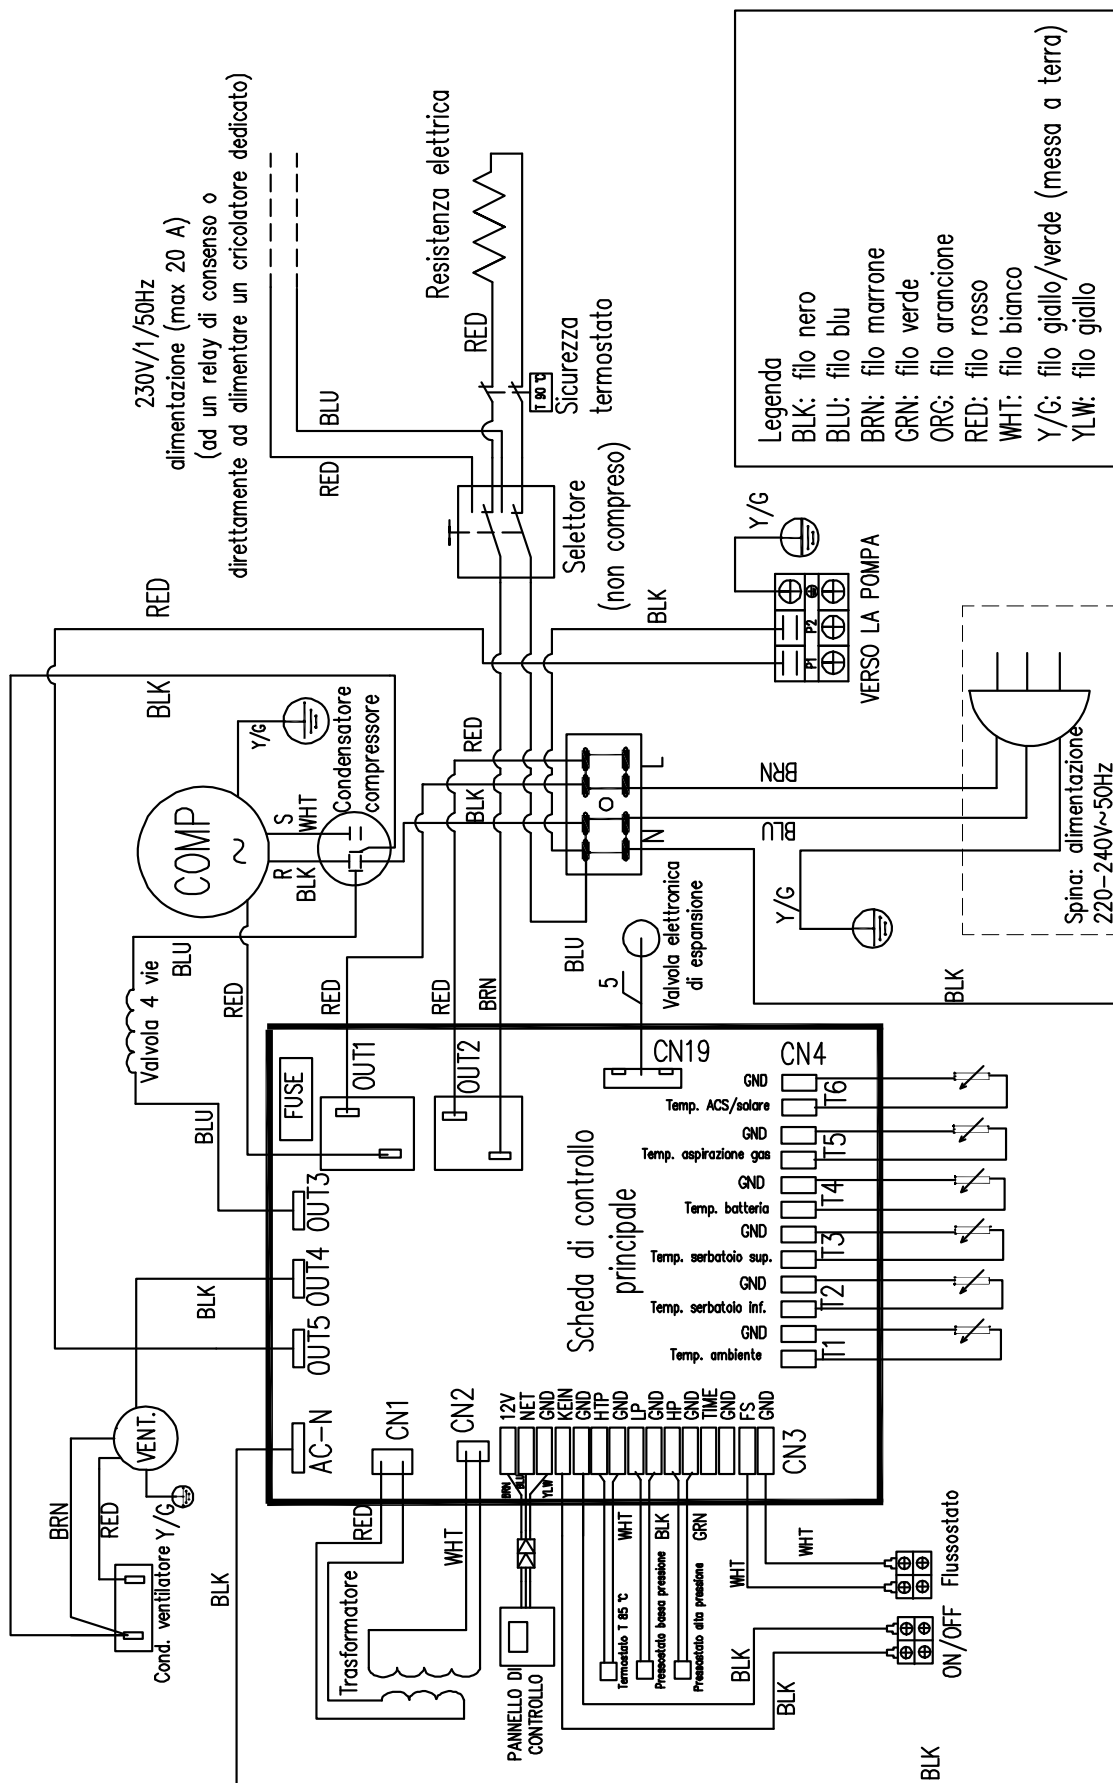 230V/1/50Hz
alimentazione (max 20 A)
(ad un relay di consenso o
direttamente ad alimentare un cricolatore dedicato)
RED
BLU
Resistenza elettrica
RED
T 90 ℃
Sicurezza
termostato
Selettore
(non compreso)
Legenda
BLK: filo nero
BLU: filo blu
BRN: filo marrone
GRN: filo verde
ORG: filo arancione
RED: filo rosso
WHT: filo bianco
Y/G: filo giallo/verde (messa a terra)
YLW: filo giallo
RED
BLK
BLK
Y/G
P1
P2
VERSO LA POMPA
COMP
~
Y/G
S
WHT
R
BLK
Condensatore
compressore
RED
BLK
L
N
BRN
BLU
Y/G
Spina: alimentazione
220-240V~50Hz
BLU
Valvola 4 vie
BLU
RED
RED
RED
BRN
BLU
5
Valvola elettronica
di espansione
BLK
FUSE
OUT1
OUT2
CN19
CN4
OUT3
OUT4
OUT5
AC-N
CN1
CN2
Scheda di controllo
principale
GND
Temp. ACS/solare
T6
GND
Temp. aspirazione gas
T5
GND
Temp. batteria
T4
GND
Temp. serbatoio sup.
T3
GND
Temp. serbatoio inf.
T2
GND
Temp. ambiente
T1
12V
NET
GND
KEIN
GND
HTP
GND
LP
GND
HP
GND
TIME
GND
FS
GND
CN3
BRN
BLU
YLW
BLK
VENT.
BRN
RED
Y/G
Cond. ventilatore
BLK
RED
WHT
Trasformatore
PANNELLO DI
CONTROLLO
WHT
Termostato T 85 ℃
BLK
Pressostato bassa pressione
GRN
Pressostato alta pressione
WHT
WHT
BLK
BLK
Flussostato
ON/OFF
BLK